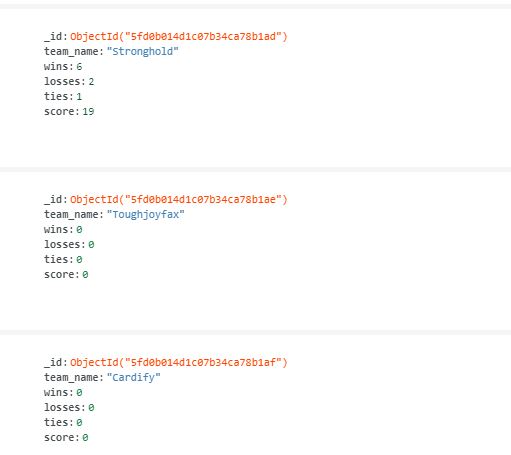 _id: ObjectId("5fd0b014d1c07b34ca78b1ad")
team_name: "Stronghold"
wins: 6
losses: 2
ties: 1
score: 19
_id: ObjectId("5fd0b014d1c07b34ca78b1ae")
team_name: "Toughjoyfax"
wins: 0
losses: 0
ties: 0
score: 0
_id: ObjectId("5fd0b014d1c07b34ca78b1af")
team_name: "Cardify"
wins: 0
losses: 0
ties: 0
score: 0